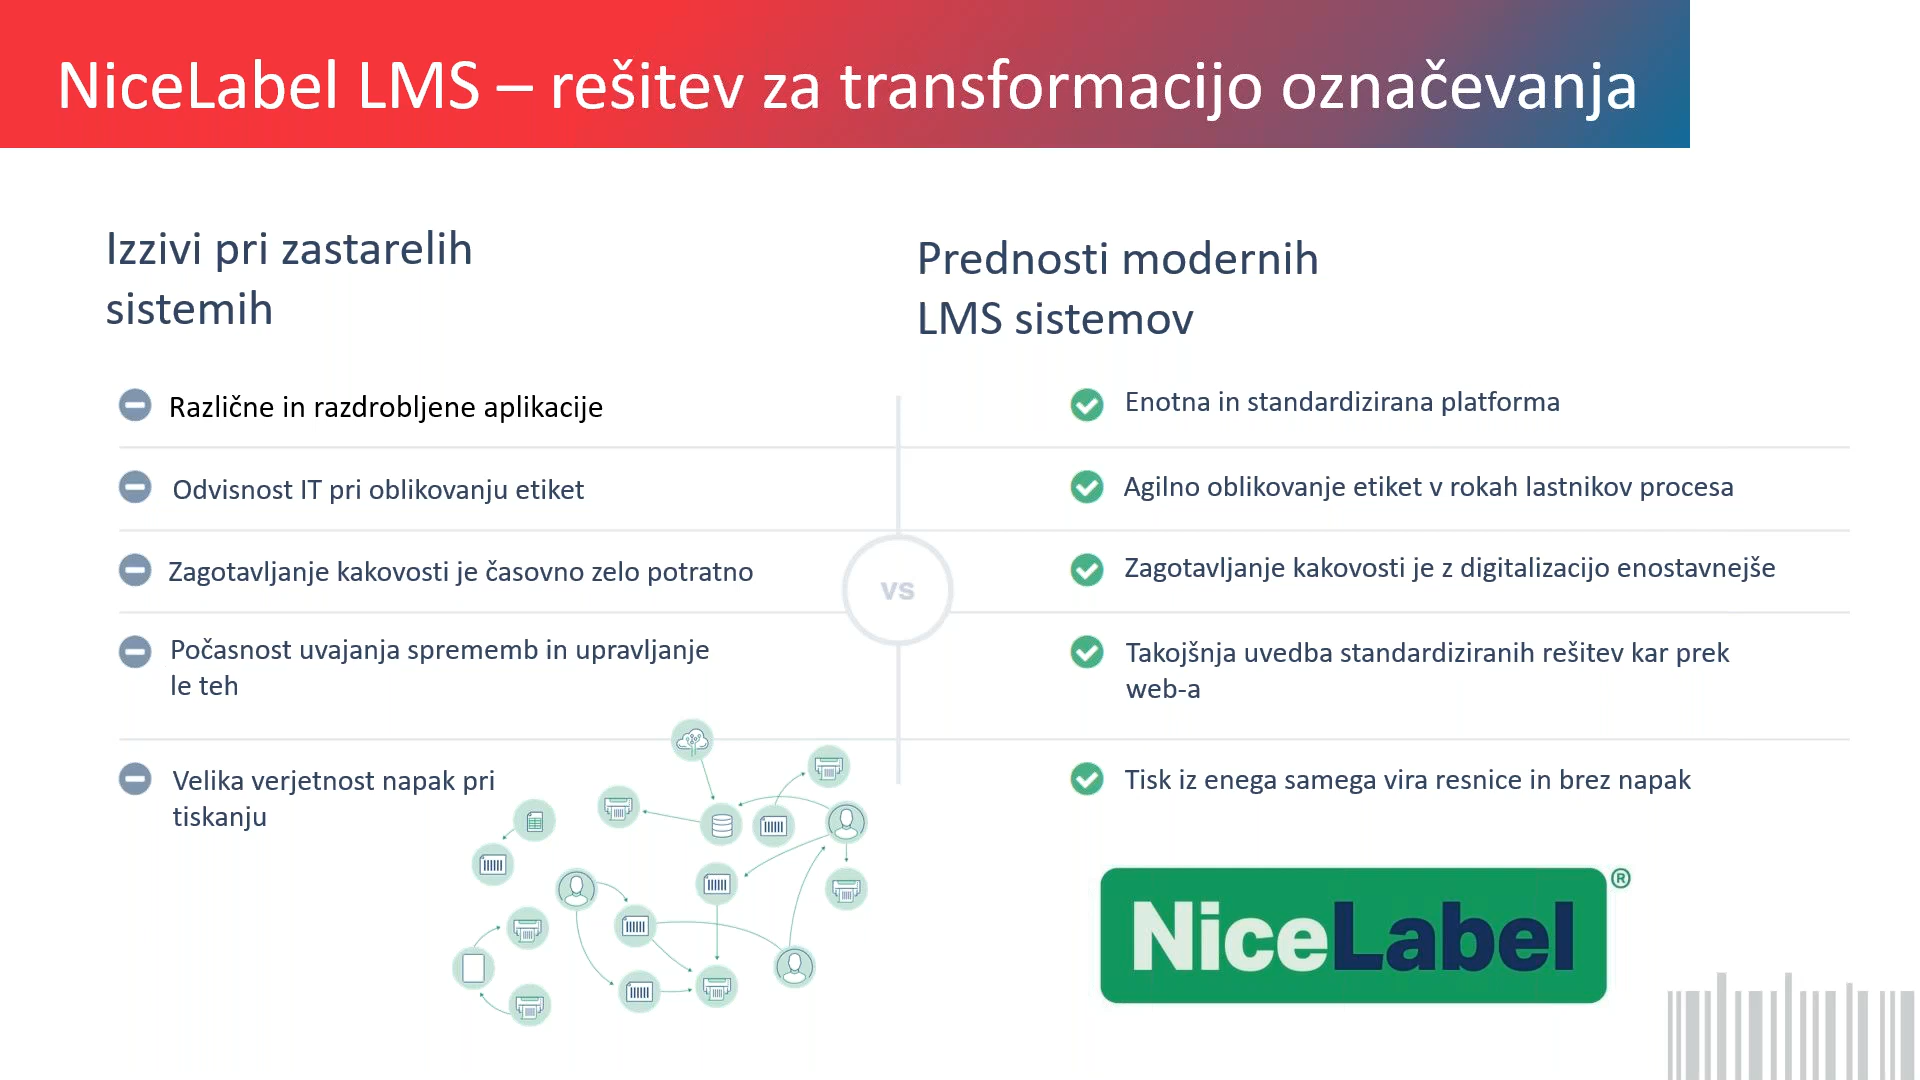 NiceLabel LMS – rešitev za transformacijo označevanja
Izzivi pri zastarelih
sistemih
Različne in razdrobljene aplikacije
Odvisnost IT pri oblikovanju etiket
Zagotavljanje kakovosti je časovno zelo potratno
Počasnost uvajanja sprememb in upravljanje
le teh
Velika verjetnost napak pri
tiskanju
vs
Prednosti modernih
LMS sistemov
Enotna in standardizirana platforma
Agilno oblikovanje etiket v rokah lastnikov procesa
Zagotavljanje kakovosti je z digitalizacijo enostavnejše
Takojšnja uvedba standardiziranih rešitev kar prek
web-a
Tisk iz enega samega vira resnice in brez napak
NiceLabel®